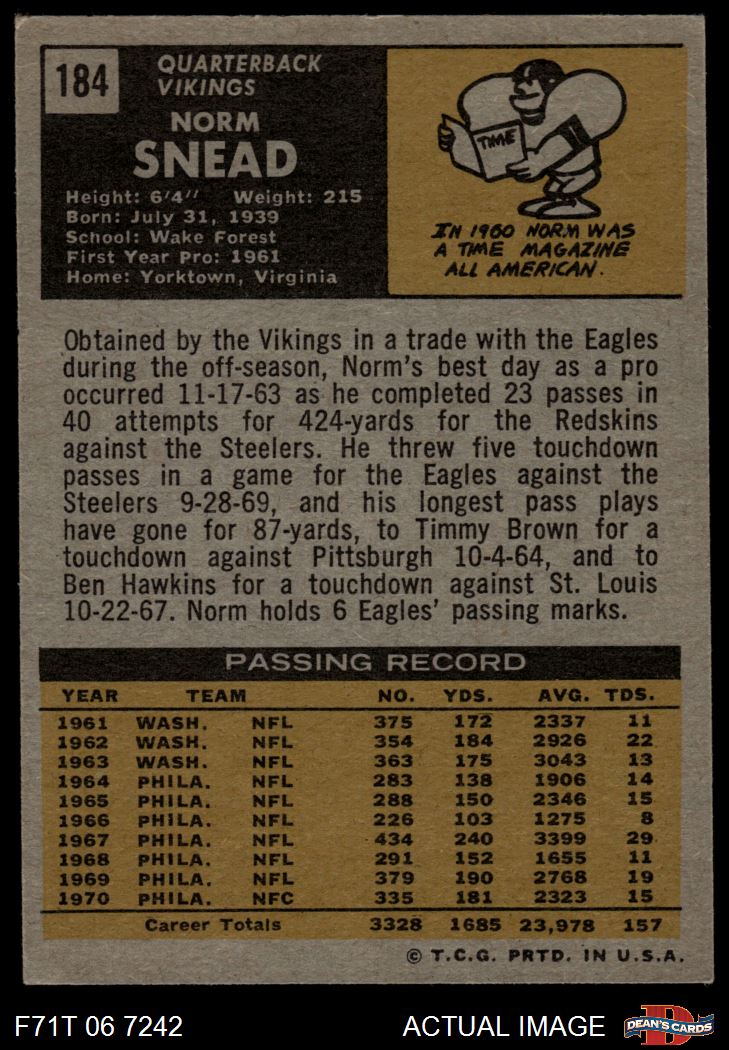 184
QUARTERBACK
VIKINGS
NORM
SNEAD
Height: 6'4" Weight: 215
Born: July 31, 1939
School: Wake Forest
First Year Pro: 1961
Home: Yorktown, Virginia
TIME
IN 1960 NORM WAS
A TIME MAGAZINE
ALL AMERICAN.
Obtained by the Vikings in a trade with the Eagles
during the off-season, Norm's best day as a pro
occurred 11-17-63 as he completed 23 passes in
40 attempts for 424-yards for the Redskins
against the Steelers. He threw five touchdown
passes in a game for the Eagles against the
Steelers 9-28-69, and his longest pass plays
have gone for 87-yards, to Timmy Brown for a
touchdown against Pittsburgh 10-4-64, and to
Ben Hawkins for a touchdown against St. Louis
10-22-67. Norm holds 6 Eagles' passing marks.
PASSING RECORD
YEAR TEAM NO. YDS. AVG. TDS.
1961 WASH. NFL 375 172 2337 11
1962 WASH. NFL 354 184 2926 22
1963 WASH. NFL 363 175 3043 13
1964 PHILA. NFL 283 138 1906 14
1965 PHILA. NFL 288 150 2346 15
1966 PHILA. NFL 226 103 1275 8
1967 PHILA. NFL 434 240 3399 29
1968 PHILA. NFL 291 152 1655 11
1969 PHILA. NFL 379 190 2768 19
1970 PHILA. NFC 335 181 2323 15
Career Totals 3328 1685 23,978 157
© T.C.G. PRTD. IN U.S.A.
F71T 06 7242 ACTUAL IMAGE
D
DEAN'S CARDS